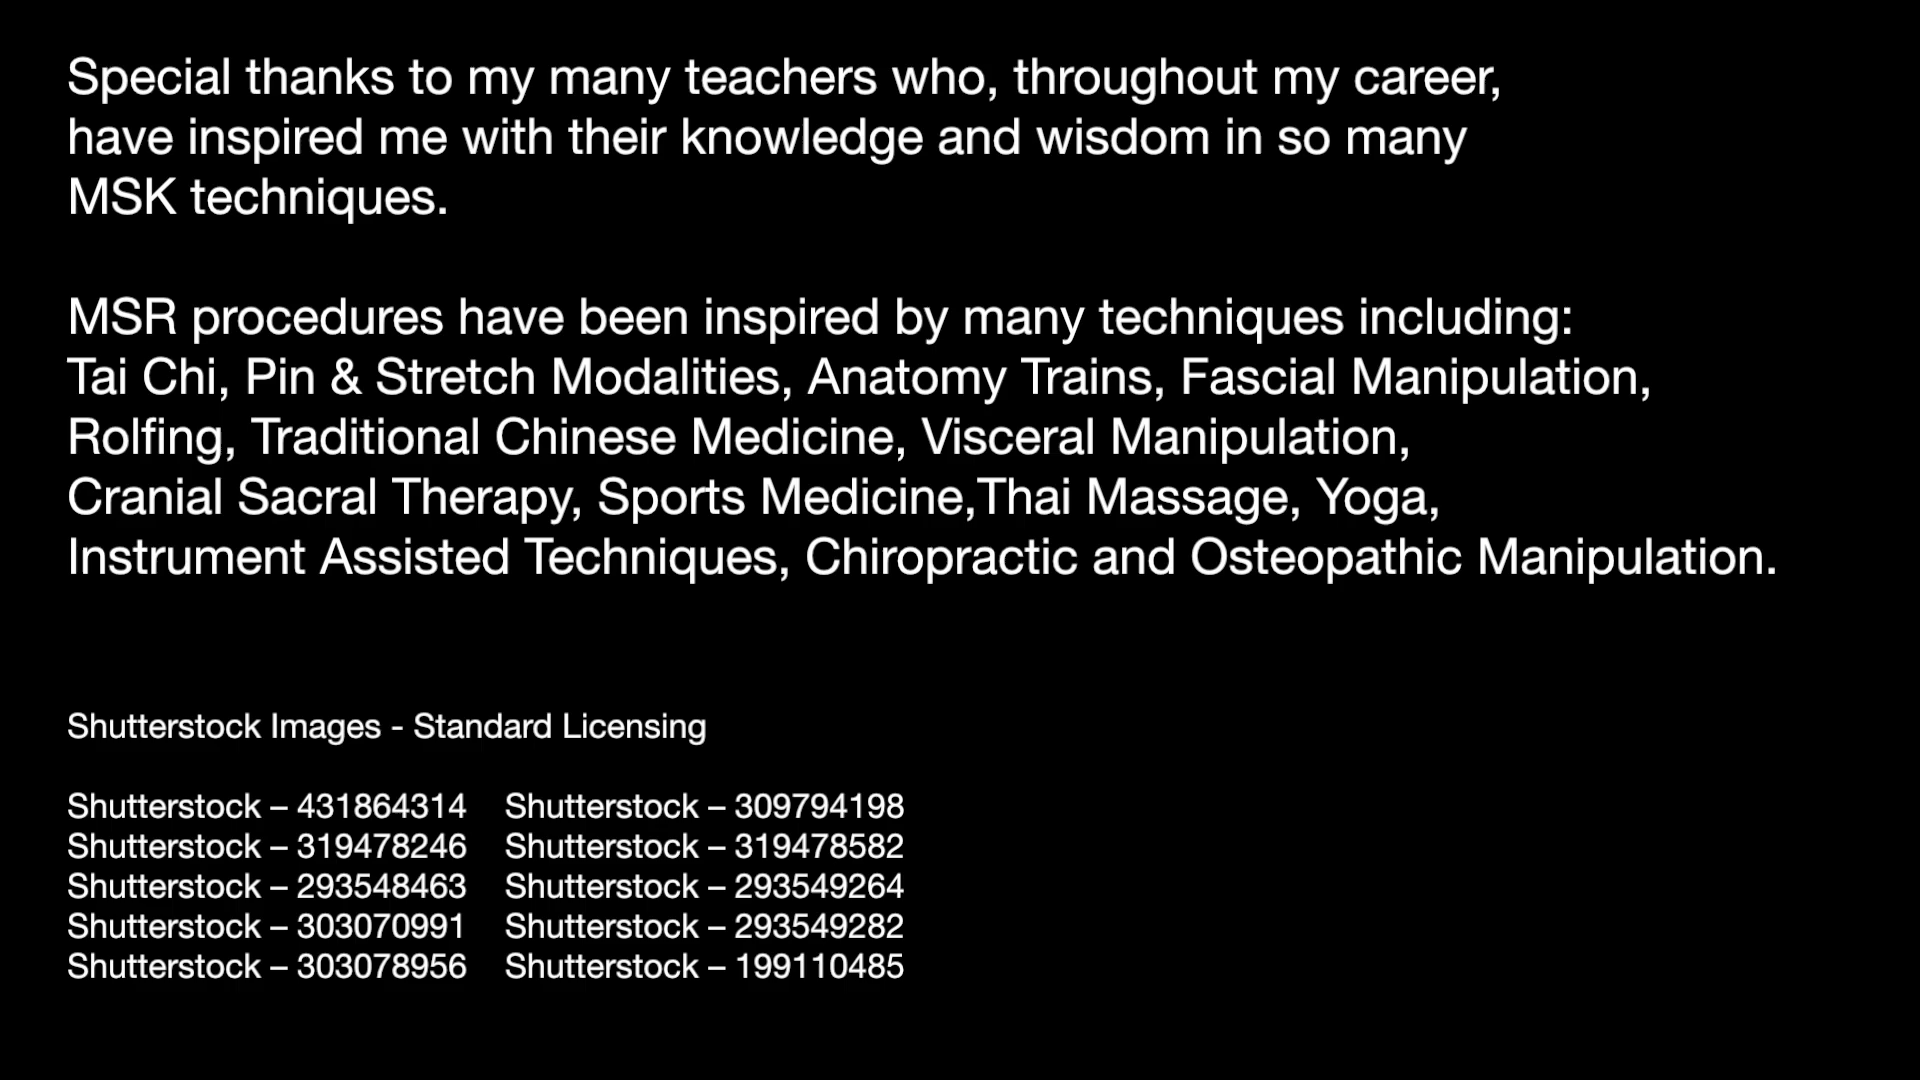 Special thanks to my many teachers who, throughout my career,
have inspired me with their knowledge and wisdom in so many
MSK techniques.
MSR procedures have been inspired by many techniques including:
Tai Chi, Pin & Stretch Modalities, Anatomy Trains, Fascial Manipulation,
Rolfing, Traditional Chinese Medicine, Visceral Manipulation,
Cranial Sacral Therapy, Sports Medicine,Thai Massage, Yoga,
Instrument Assisted Techniques, Chiropractic and Osteopathic Manipulation.
Shutterstock Images - Standard Licensing
Shutterstock – 431864314 Shutterstock – 309794198
Shutterstock – 319478246 Shutterstock – 319478582
Shutterstock – 293548463 Shutterstock – 293549264
Shutterstock – 303070991 Shutterstock – 293549282
Shutterstock – 303078956 Shutterstock – 199110485